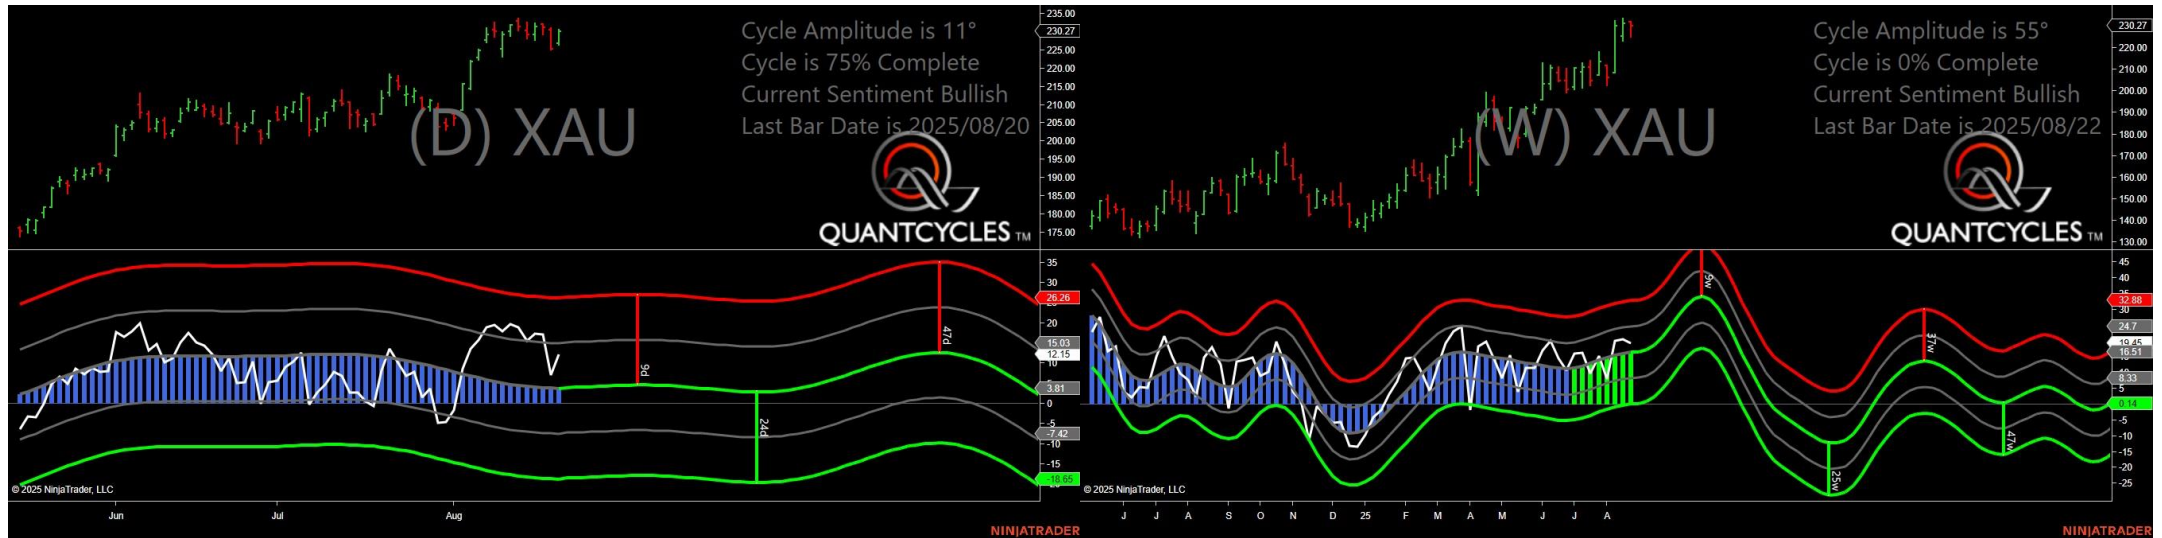 Cycle Amplitude is 11°
Cycle is 75% Complete
Current Sentiment Bullish
Last Bar Date is 2025/08/20
(D) XAU
QUANTCYCLES TM
235.00
230.27
225.00
220.00
215.00
210.00
205.00
200.00
195.00
190.00
185.00
180.00
175.00
35
30
26.26
20
15.03
12.15
10
3.81
0
-5
-7.42
-10
-15
-18.65
9d
24d
47d
© 2025 NinjaTrader, LLC
Jun
Jul
Aug
NINJATRADER
Cycle Amplitude is 55°
Cycle is 0% Complete
Current Sentiment Bullish
Last Bar Date is 2025/08/22
(W) XAU
QUANTCYCLES TM
230.27
220.00
210.00
200.00
190.00
180.00
170.00
160.00
150.00
140.00
130.00
45
40
32.88
30
24.7
19.45
16.51
8.33
5
0.14
-5
-10
-15
-20
-25
9w
25w
37w
47w
© 2025 NinjaTrader, LLC
J
J
A
S
O
N
D
25
F
M
A
M
J
J
A
NINJATRADER